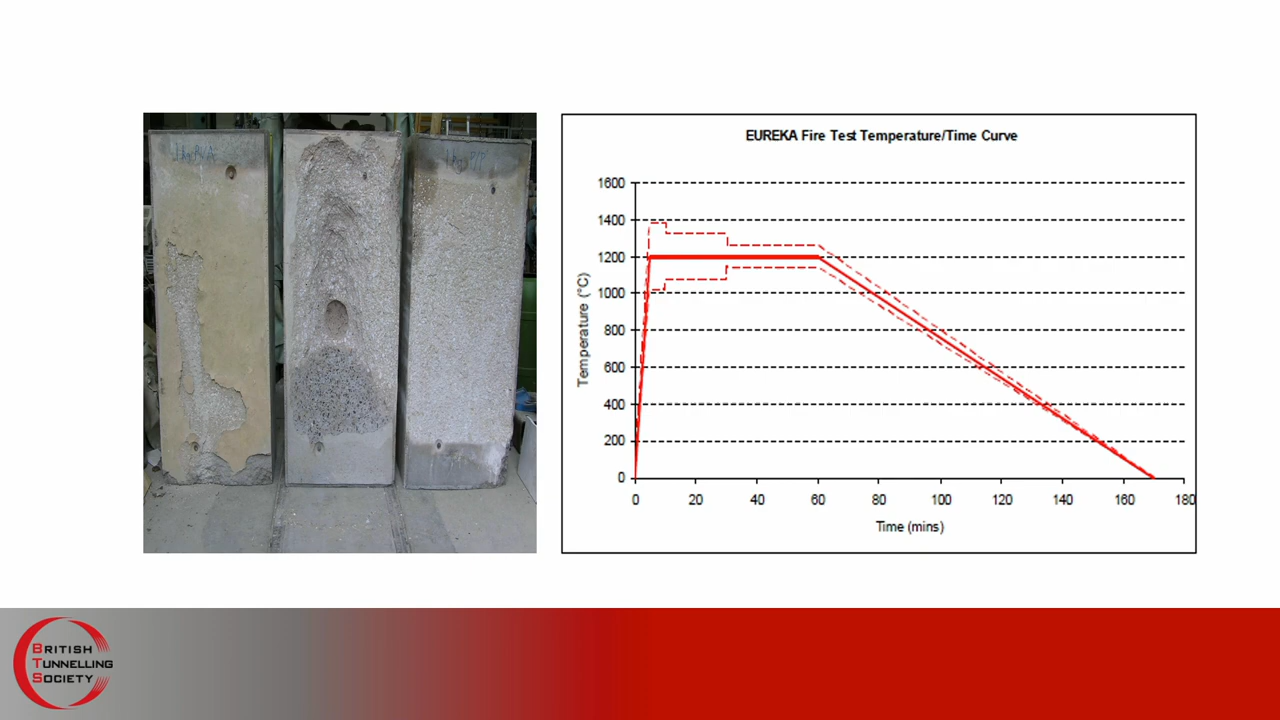 EUREKA Fire Test Temperature/Time Curve
1600
1400
1200
1000
800
600
400
200
0
Temperature (°C)
0 20 40 60 80 100 120 140 160 180
Time (mins)
BRITISH
TUNNELLING
SOCIETY